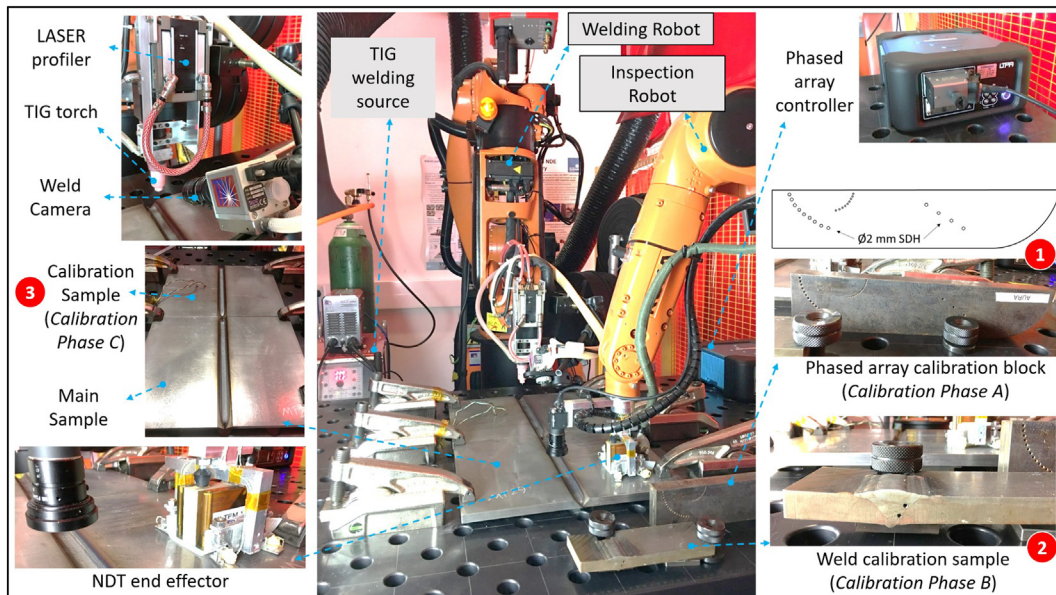 LASER
profiler
TIG torch
Weld
Camera
TIG
welding
source
Welding Robot
Inspection
Robot
Phased
array
controller
LTPA
Ø2 mm SDH
1
AURA
Phased array calibration block
(Calibration Phase A)
3
Calibration
Sample
(Calibration
Phase C)
Main
Sample
NDT end effector
2
Weld calibration sample
(Calibration Phase B)